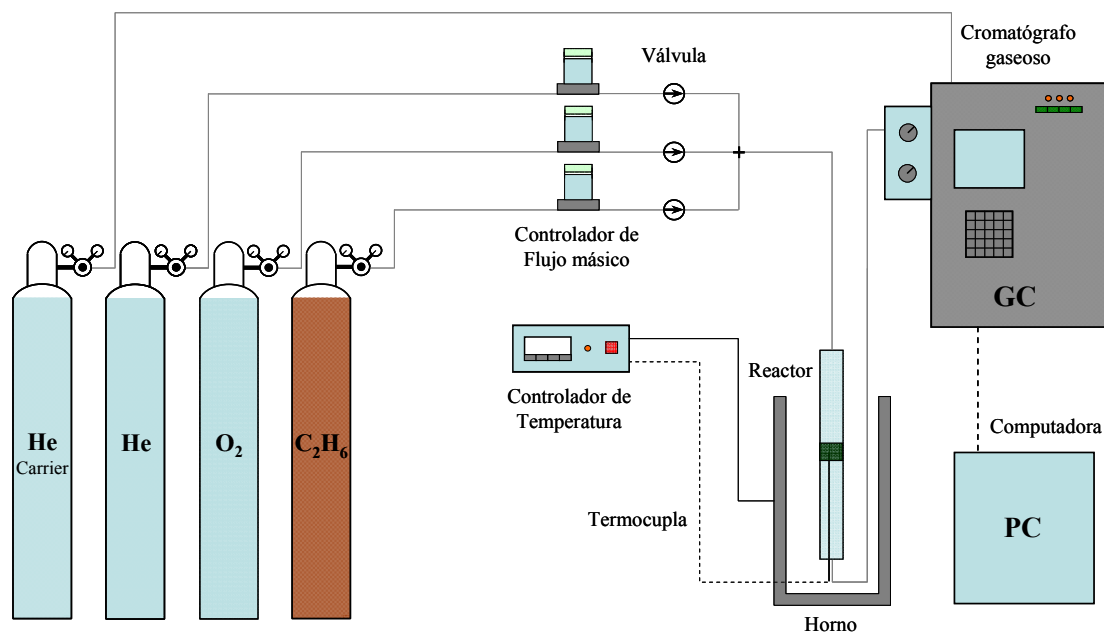 Cromatógrafo
gaseoso
Válvula
Controlador de
Flujo másico
GC
Reactor
Controlador de
Temperatura
He
Carrier
He
O₂
C₂H₆
Computadora
Termocupla
PC
Horno